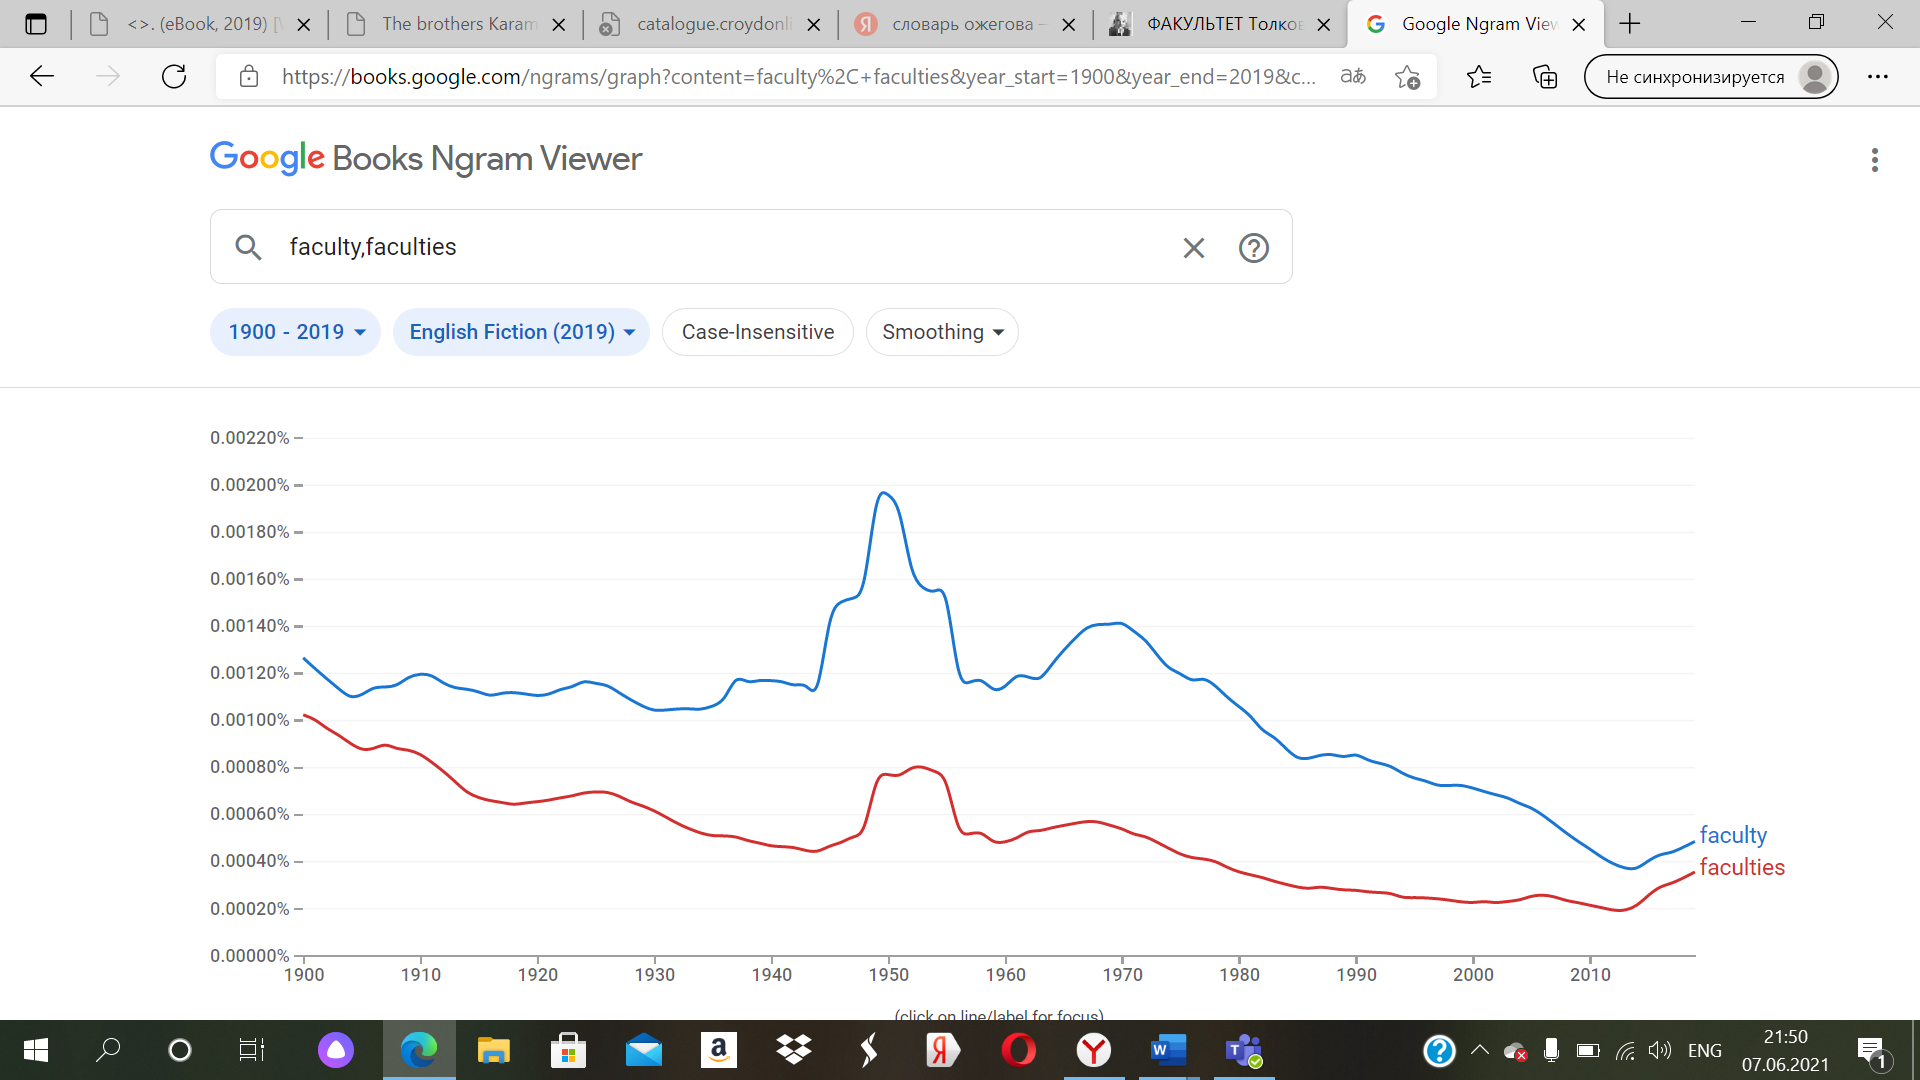 <>. (eBook, 2019) [
The brothers Karam
catalogue.croydonli
словарь ожегова –
ФАКУЛЬТЕТ Толков
Google Ngram View
https://books.google.com/ngrams/graph?content=faculty%2C+faculties&year_start=1900&year_end=2019&c...
Не синхронизируется
Google Books Ngram Viewer
faculty,faculties
1900 - 2019
English Fiction (2019)
Case-Insensitive
Smoothing
0.00220%
0.00200%
0.00180%
0.00160%
0.00140%
0.00120%
0.00100%
0.00080%
0.00060%
0.00040%
0.00020%
0.00000%
faculty
faculties
1900 1910 1920 1930 1940 1950 1960 1970 1980 1990 2000 2010
(click on line/label for focus)
ENG
21:50
07.06.2021
1